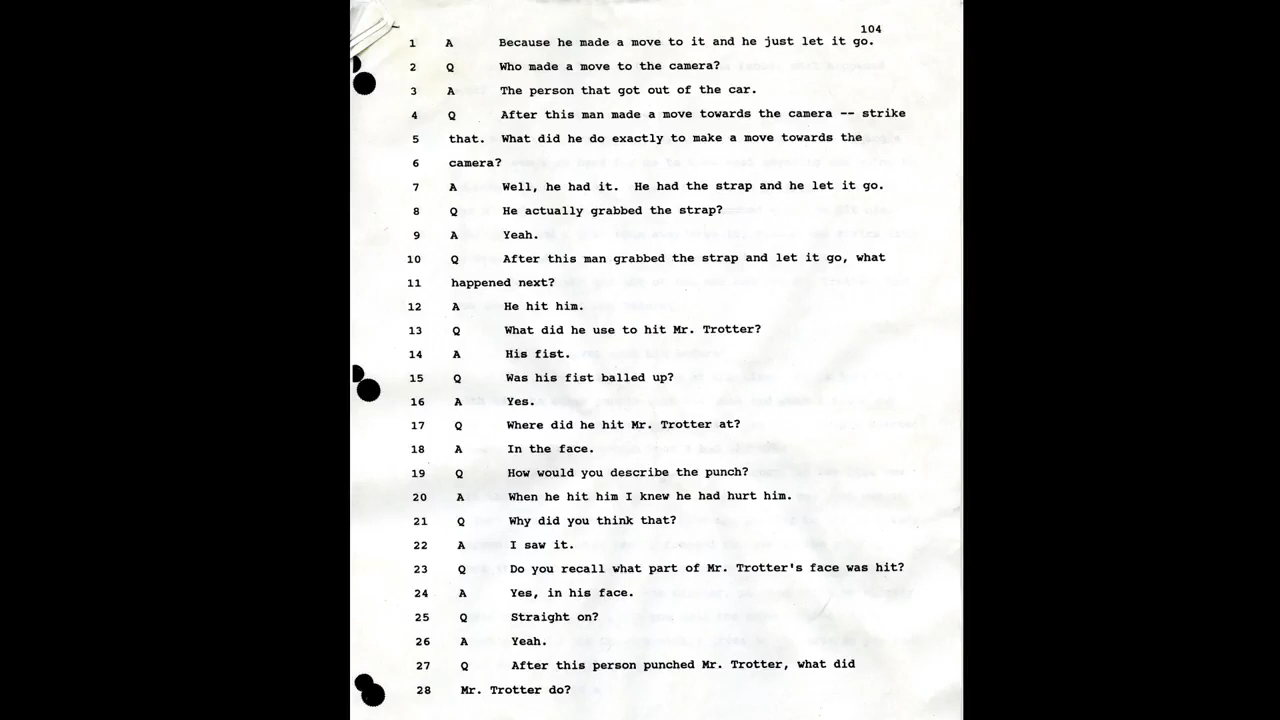 104
1 A Because he made a move to it and he just let it go.
2 Q Who made a move to the camera?
3 A The person that got out of the car.
4 Q After this man made a move towards the camera -- strike
5 that. What did he do exactly to make a move towards the
6 camera?
7 A Well, he had it. He had the strap and he let it go.
8 Q He actually grabbed the strap?
9 A Yeah.
10 Q After this man grabbed the strap and let it go, what
11 happened next?
12 A He hit him.
13 Q What did he use to hit Mr. Trotter?
14 A His fist.
15 Q Was his fist balled up?
16 A Yes.
17 Q Where did he hit Mr. Trotter at?
18 A In the face.
19 Q How would you describe the punch?
20 A When he hit him I knew he had hurt him.
21 Q Why did you think that?
22 A I saw it.
23 Q Do you recall what part of Mr. Trotter's face was hit?
24 A Yes, in his face.
25 Q Straight on?
26 A Yeah.
27 Q After this person punched Mr. Trotter, what did
28 Mr. Trotter do?